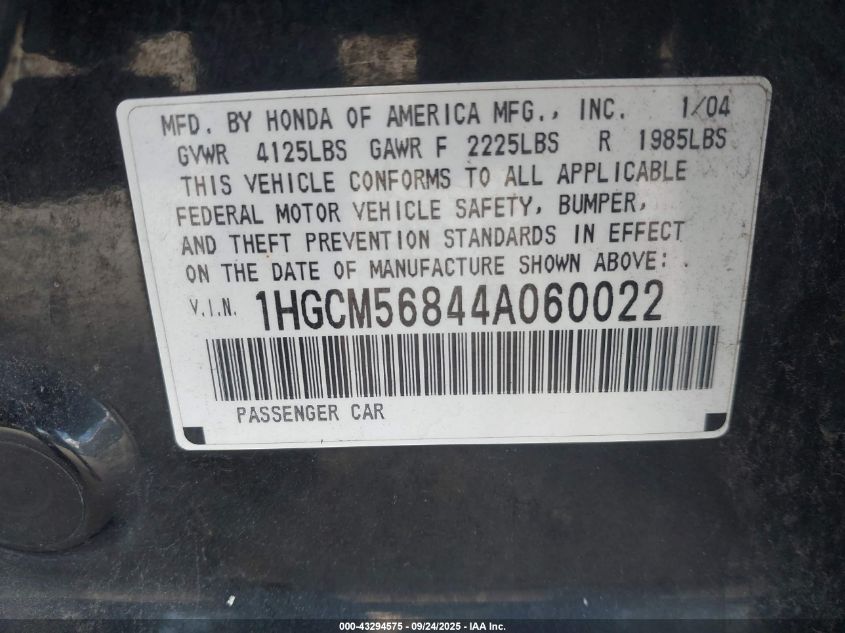 MFD. BY HONDA OF AMERICA MFG., INC. 1/04
GVWR 4125LBS GAWR F 2225LBS R 1985LBS
THIS VEHICLE CONFORMS TO ALL APPLICABLE
FEDERAL MOTOR VEHICLE SAFETY, BUMPER,
AND THEFT PREVENTION STANDARDS IN EFFECT
ON THE DATE OF MANUFACTURE SHOWN ABOVE:
V.I.N. 1HGCM56844A060022
PASSENGER CAR
000-43294575 - 09/24/2025 - IAA Inc.